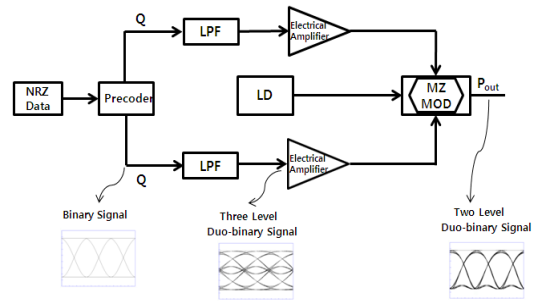 Q
LPF
Electrical
Amplifier
NRZ
Data
Precoder
LD
MZ
MOD
Pout
Q
LPF
Electrical
Amplifier
Binary Signal
Three Level
Duo-binary Signal
Two Level
Duo-binary Signal